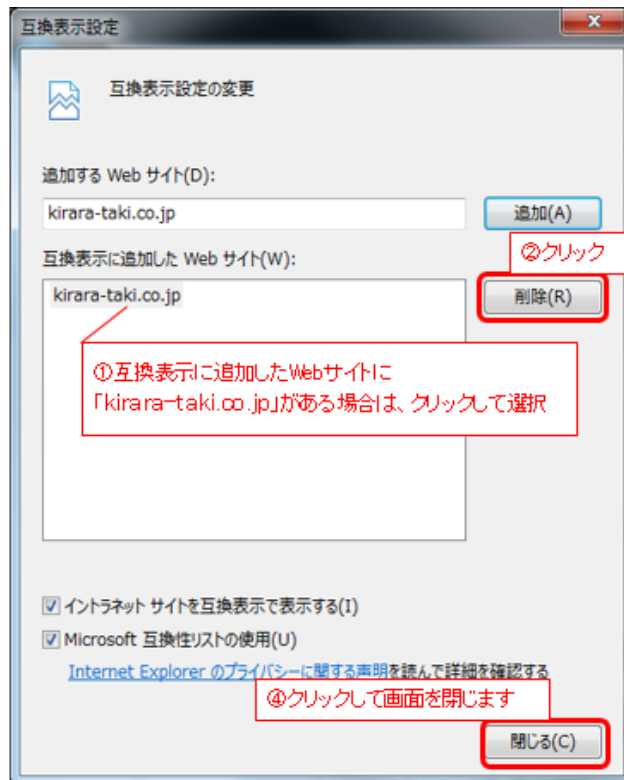 互換表示設定
互換表示設定の変更
追加する Web サイト(D):
kirara-taki.co.jp
追加(A)
②クリック
互換表示に追加した Web サイト(W):
kirara-taki.co.jp
削除(R)
①互換表示に追加したWebサイトに
「kirara-taki.co.jp」がある場合は、クリックして選択
イントラネット サイトを互換表示で表示する(I)
Microsoft 互換性リストの使用(U)
Internet Explorer のプライバシーに関する声明を読んで詳細を確認する
④クリックして画面を閉じます
閉じる(C)